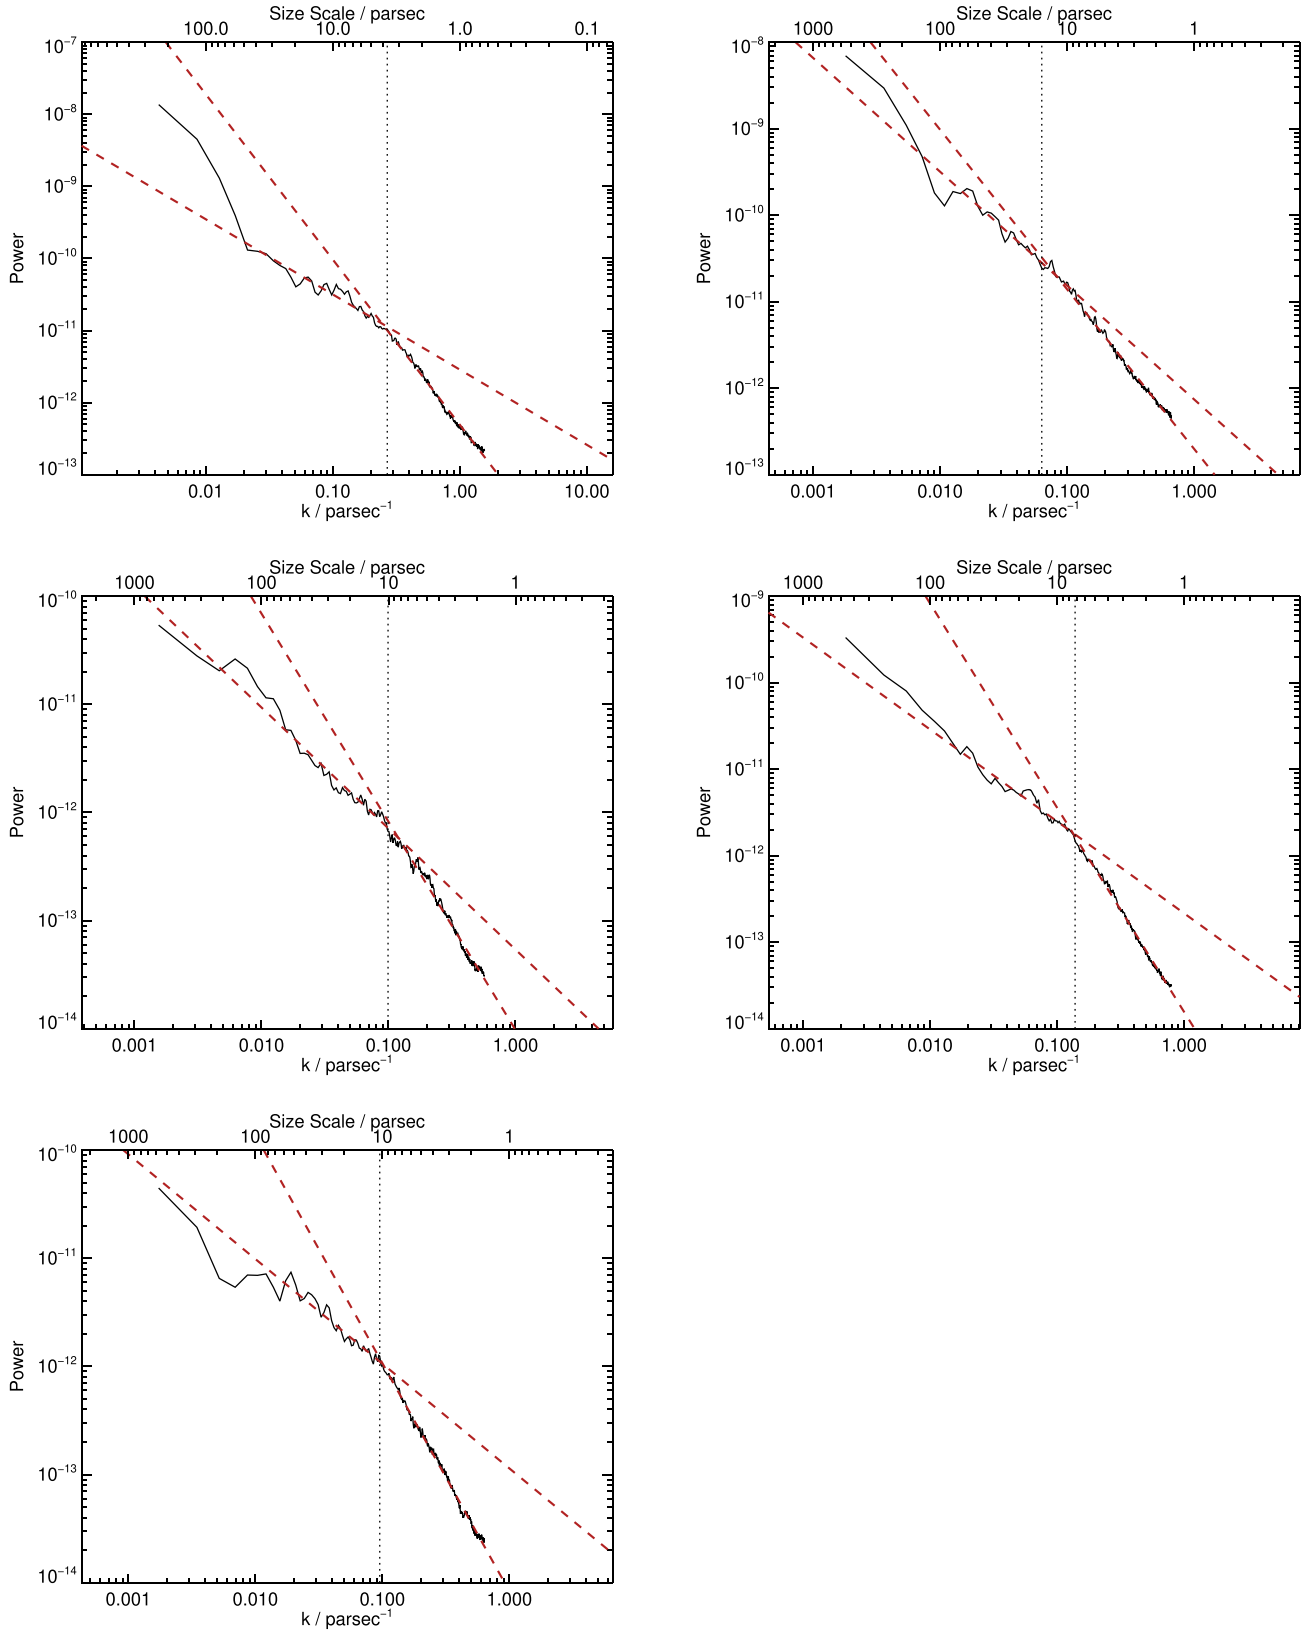 Size Scale / parsec
100.0 10.0 1.0 0.1
10⁻⁷
10⁻⁸
10⁻⁹
10⁻¹⁰
10⁻¹¹
10⁻¹²
10⁻¹³
Power
0.01 0.10 1.00 10.00
k / parsec⁻¹
Size Scale / parsec
1000 100 10 1
10⁻⁸
10⁻⁹
10⁻¹⁰
10⁻¹¹
10⁻¹²
10⁻¹³
Power
0.001 0.010 0.100 1.000
k / parsec⁻¹
Size Scale / parsec
1000 100 10 1
10⁻¹⁰
10⁻¹¹
10⁻¹²
10⁻¹³
10⁻¹⁴
Power
0.001 0.010 0.100 1.000
k / parsec⁻¹
Size Scale / parsec
1000 100 10 1
10⁻⁹
10⁻¹⁰
10⁻¹¹
10⁻¹²
10⁻¹³
10⁻¹⁴
Power
0.001 0.010 0.100 1.000
k / parsec⁻¹
Size Scale / parsec
1000 100 10 1
10⁻¹⁰
10⁻¹¹
10⁻¹²
10⁻¹³
10⁻¹⁴
Power
0.001 0.010 0.100 1.000
k / parsec⁻¹